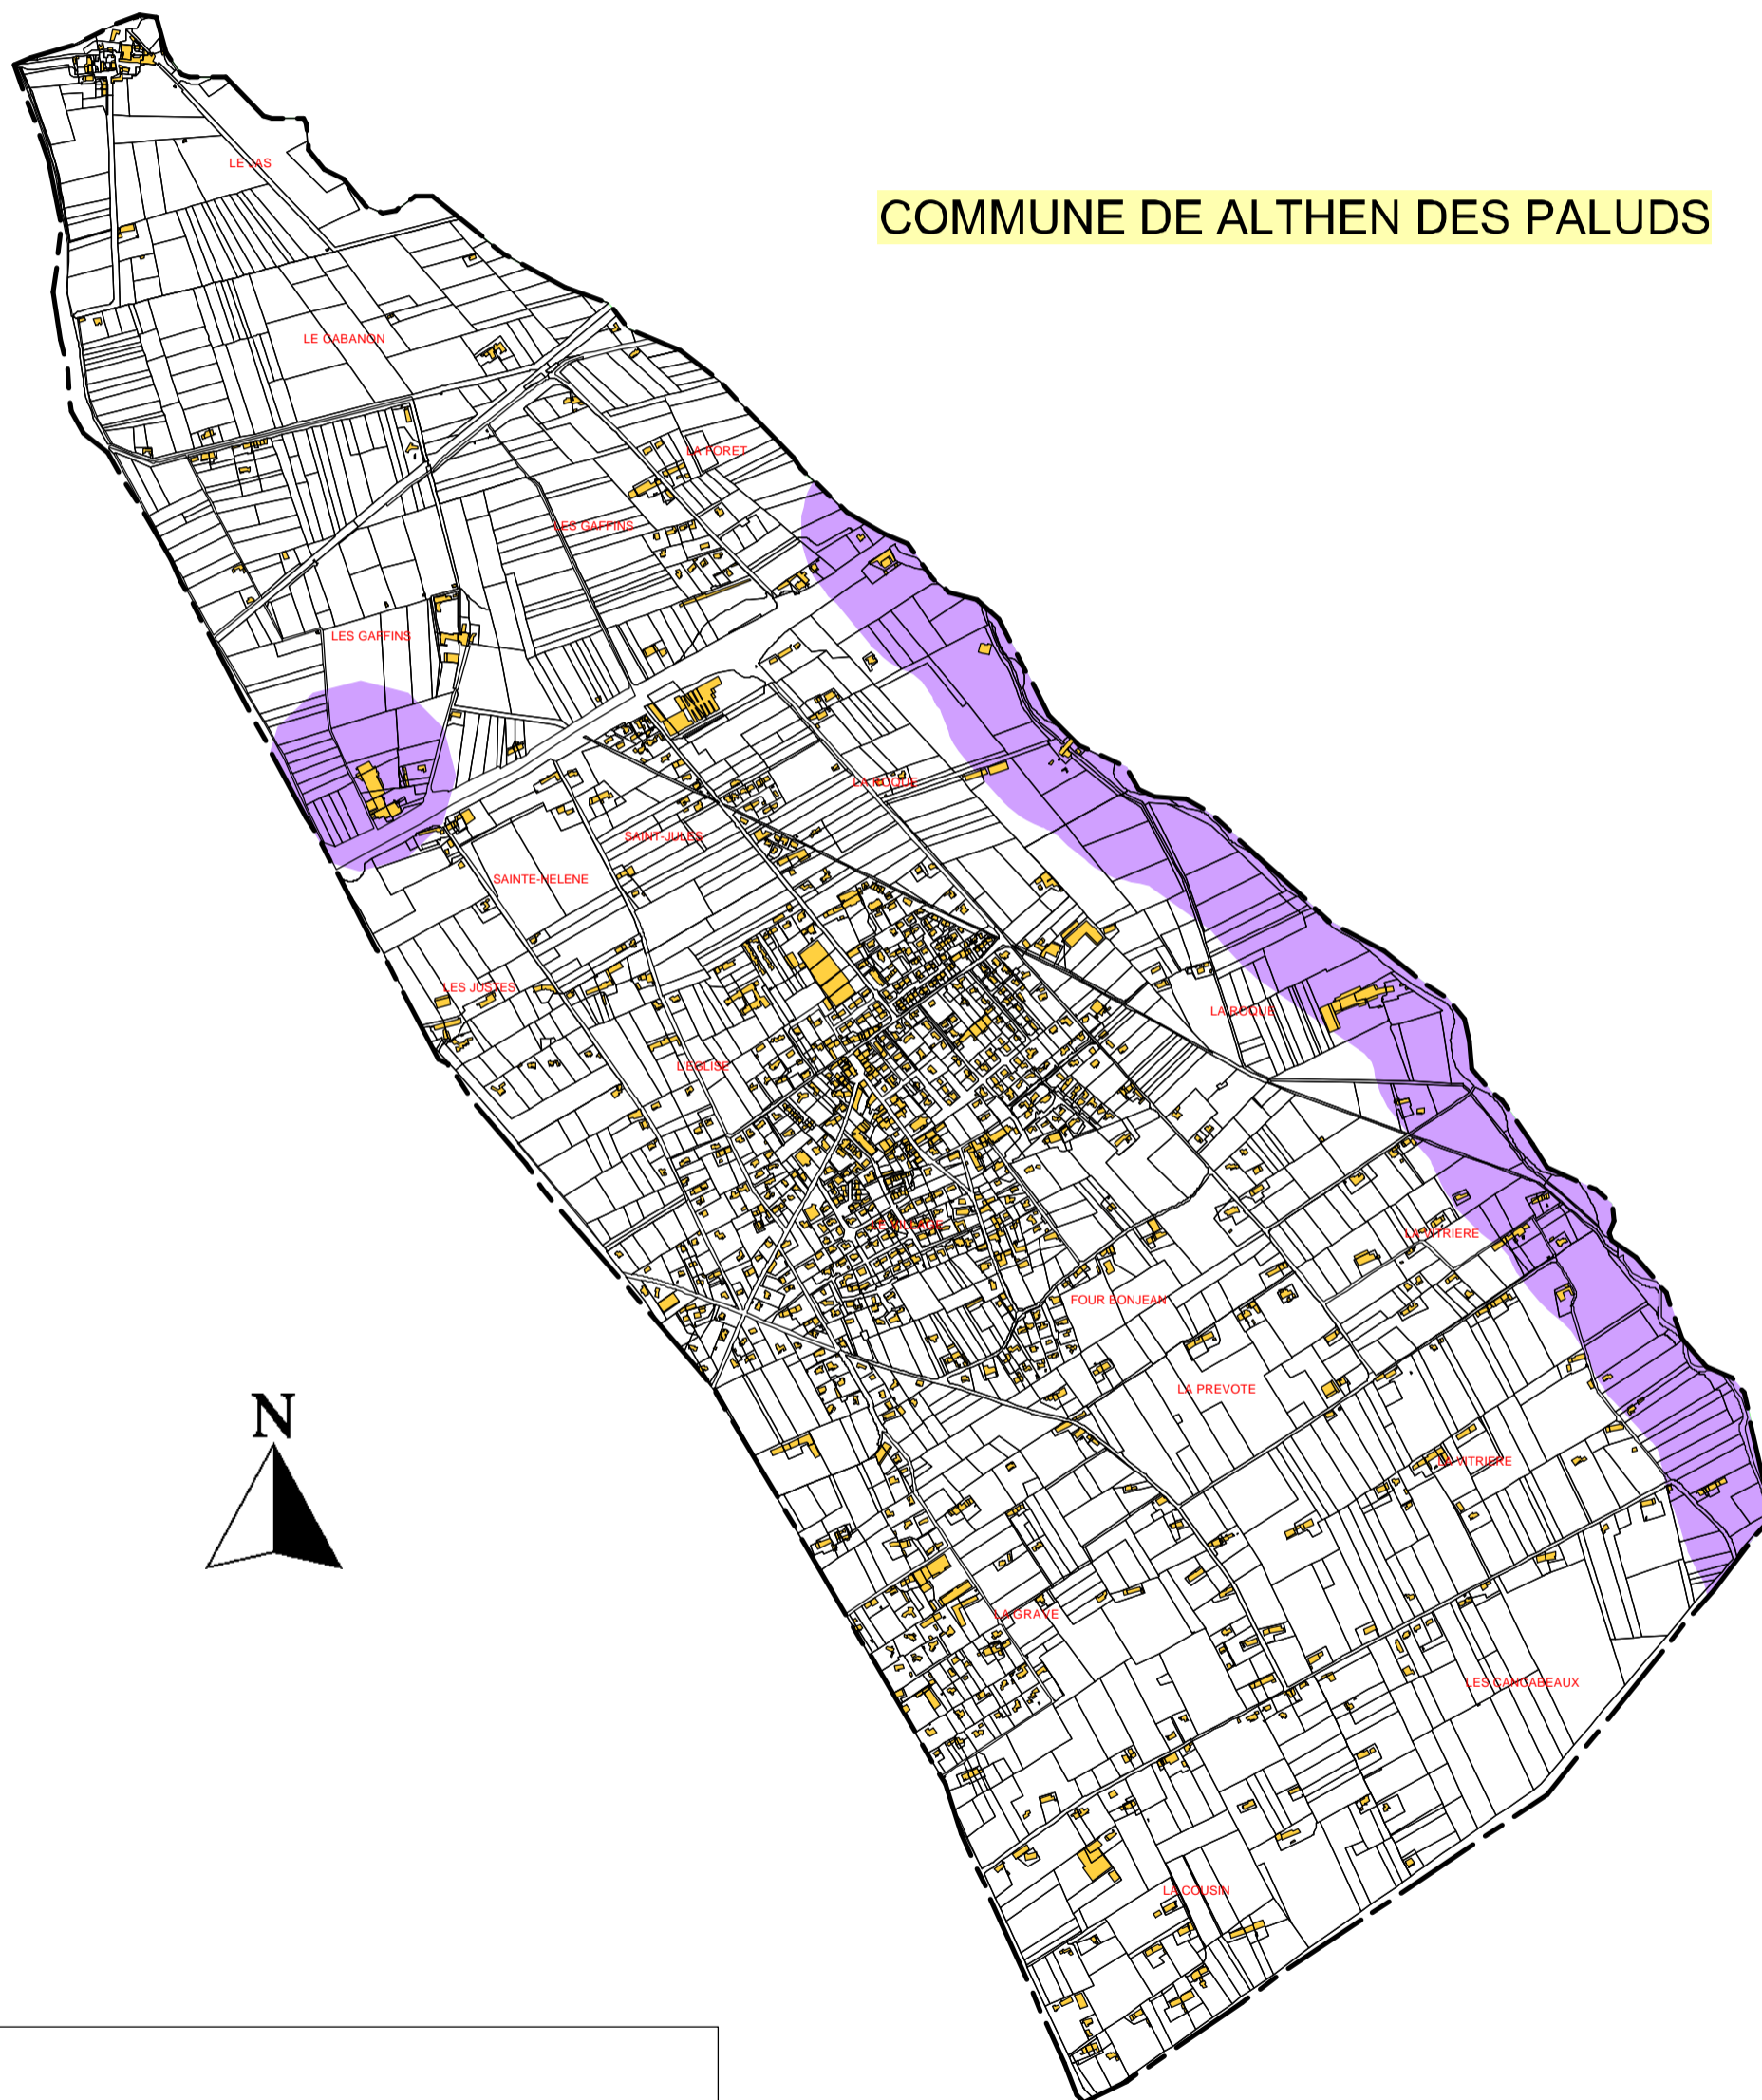 COMMUNE DE ALTHEN DES PALUDS
LE JAS
LE CABANON
LA FORET
LES GAFFINS
LES GAFFINS
LA ROQUE
SAINT-JULES
SAINTE-HELENE
LES JUSTES
LA ROQUE
L'EGLISE
LE VILLAGE
LA VITRIERE
FOUR BONJEAN
LA PREVOTE
N
LA VITRIERE
LA GRAVE
LES CANCABEAUX
LA COUSIN